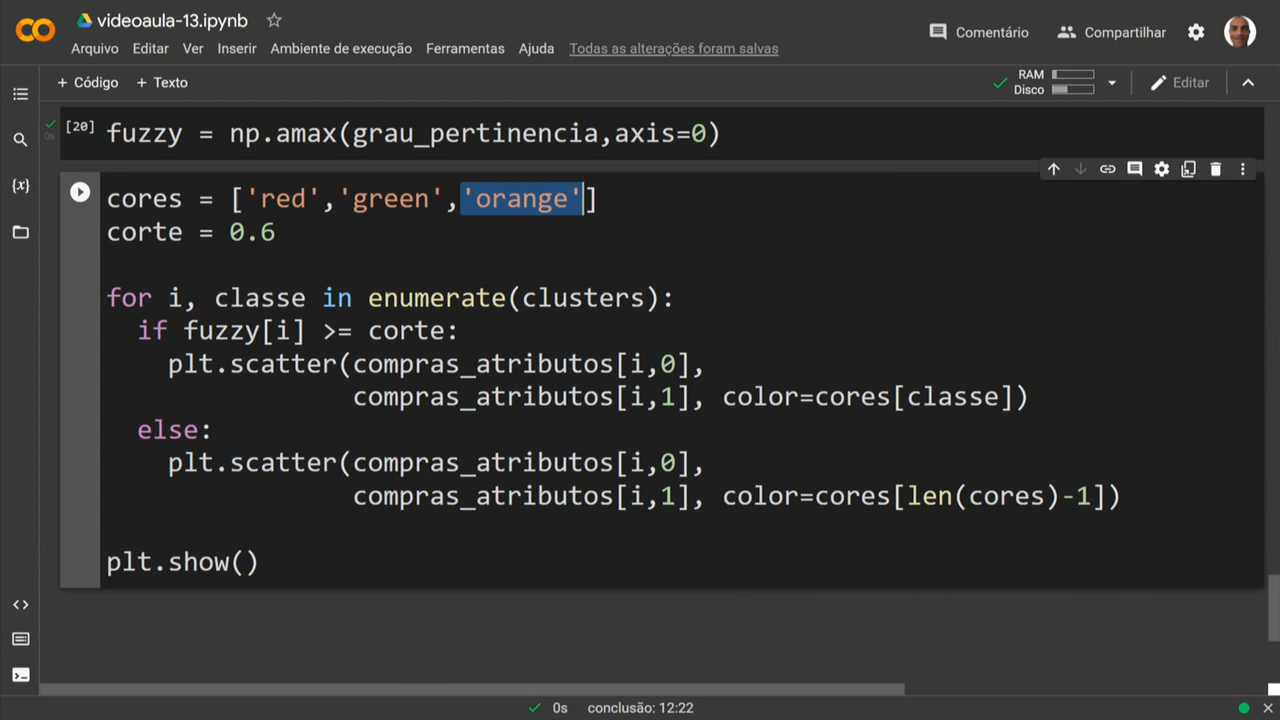 videoaula-13.ipynb
Comentário
Compartilhar
Arquivo Editar Ver Inserir Ambiente de execução Ferramentas Ajuda Todas as alterações foram salvas
+ Código + Texto
RAM
Disco
Editar
[20] fuzzy = np.amax(grau_pertinencia,axis=0)
0s
cores = ['red','green','orange']
corte = 0.6
for i, classe in enumerate(clusters):
if fuzzy[i] >= corte:
plt.scatter(compras_atributos[i,0],
compras_atributos[i,1], color=cores[classe])
else:
plt.scatter(compras_atributos[i,0],
compras_atributos[i,1], color=cores[len(cores)-1])
plt.show()
0s conclusão: 12:22